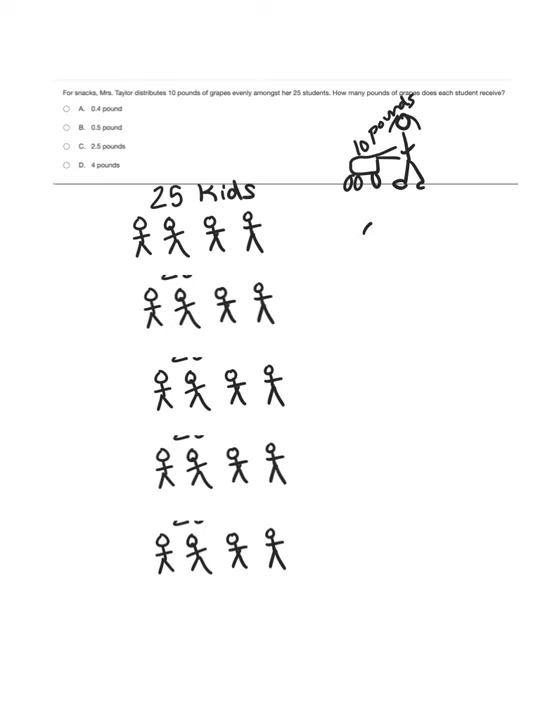 For snacks, Mrs. Taylor distributes 10 pounds of grapes evenly amongst her 25 students. How many pounds of grapes does each student receive?
A. 0.4 pound
B. 0.5 pound
C. 2.5 pounds
D. 4 pounds
10 pounds
25 Kids